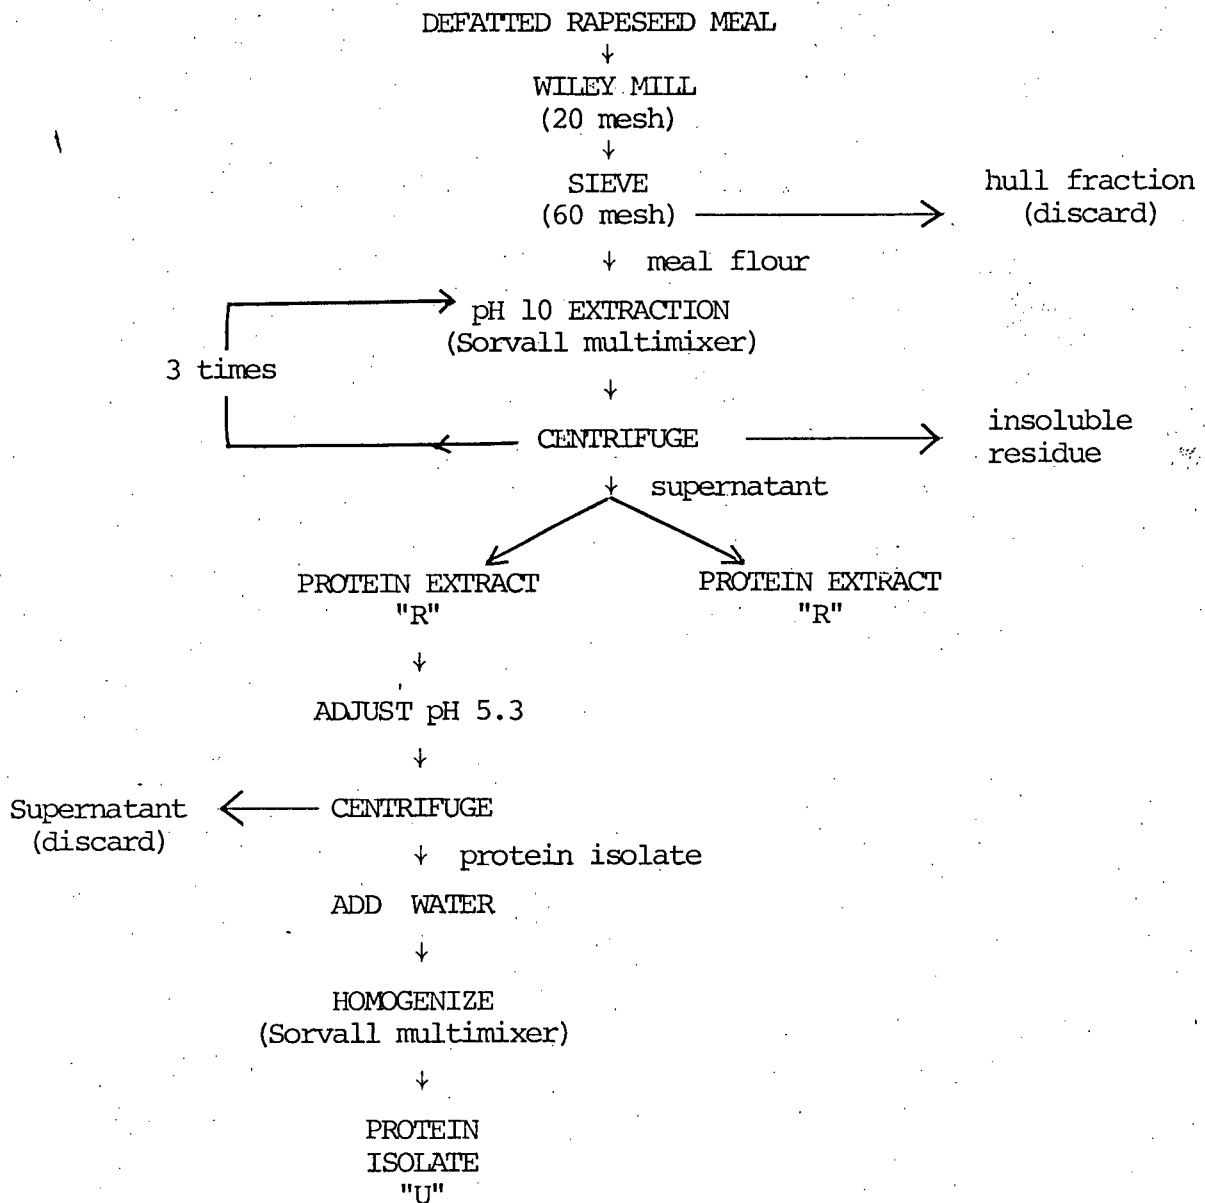 DEFATTED RAPESEED MEAL
WILEY MILL
(20 mesh)
SIEVE
(60 mesh)
hull fraction
(discard)
meal flour
pH 10 EXTRACTION
(Sorvall multimixer)
3 times
CENTRIFUGE
insoluble
residue
supernatant
PROTEIN EXTRACT
"R"
PROTEIN EXTRACT
"R"
ADJUST pH 5.3
CENTRIFUGE
Supernatant
(discard)
protein isolate
ADD WATER
HOMOGENIZE
(Sorvall multimixer)
PROTEIN
ISOLATE
"U"